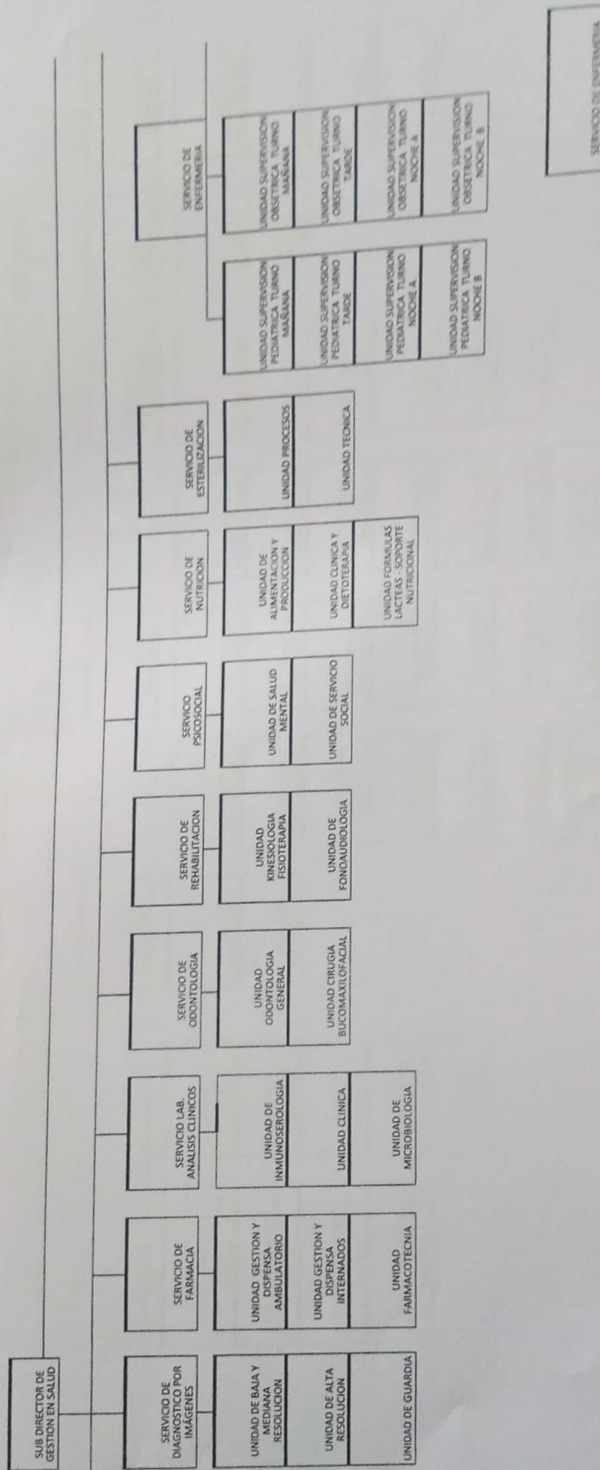 SUB DIRECTOR DE
GESTION EN SALUD
SERVICIO DE
DIAGNOSTICO POR
IMÁGENES
UNIDAD DE BAJA Y
MEDIANA
RESOLUCION
UNIDAD DE ALTA
RESOLUCION
UNIDAD DE GUARDIA
SERVICIO DE
FARMACIA
UNIDAD GESTION Y
DISPENSA
AMBULATORIO
UNIDAD GESTION Y
DISPENSA
INTERNADOS
UNIDAD
FARMACOTECNIA
SERVICIO LAB.
ANALISIS CLINICOS
UNIDAD DE
INMUNOSEROLOGIA
UNIDAD CLINICA
UNIDAD DE
MICROBIOLOGIA
SERVICIO DE
ODONTOLOGIA
UNIDAD
ODONTOLOGIA
GENERAL
UNIDAD CIRUGIA
BUCOMAXILOFACIAL
SERVICIO DE
REHABILITACION
UNIDAD
KINESIOLOGIA
FISIOTERAPIA
UNIDAD DE
FONOAUDIOLOGIA
SERVICIO
PSICOSOCIAL
UNIDAD DE SALUD
MENTAL
UNIDAD DE SERVICIO
SOCIAL
SERVICIO DE
NUTRICION
UNIDAD DE
ALIMENTACION Y
PRODUCCION
UNIDAD CLINICA Y
DIETOTERAPIA
UNIDAD FORMULAS
LACTEAS - SOPORTE
NUTRICIONAL
SERVICIO DE
ESTERILIZACION
UNIDAD PROCESOS
UNIDAD TECNICA
SERVICIO DE
ENFERMERIA
UNIDAD SUPERVISION
PEDIATRICA TURNO
MAÑANA
UNIDAD SUPERVISION
PEDIATRICA TURNO
TARDE
UNIDAD SUPERVISION
PEDIATRICA TURNO
NOCHE A
UNIDAD SUPERVISION
PEDIATRICA TURNO
NOCHE B
UNIDAD SUPERVISION
OBSETRICA TURNO
MAÑANA
UNIDAD SUPERVISION
OBSETRICA TURNO
TARDE
UNIDAD SUPERVISION
OBSETRICA TURNO
NOCHE A
UNIDAD SUPERVISION
OBSETRICA TURNO
NOCHE B
SERVICIO DE ENFERMERIA